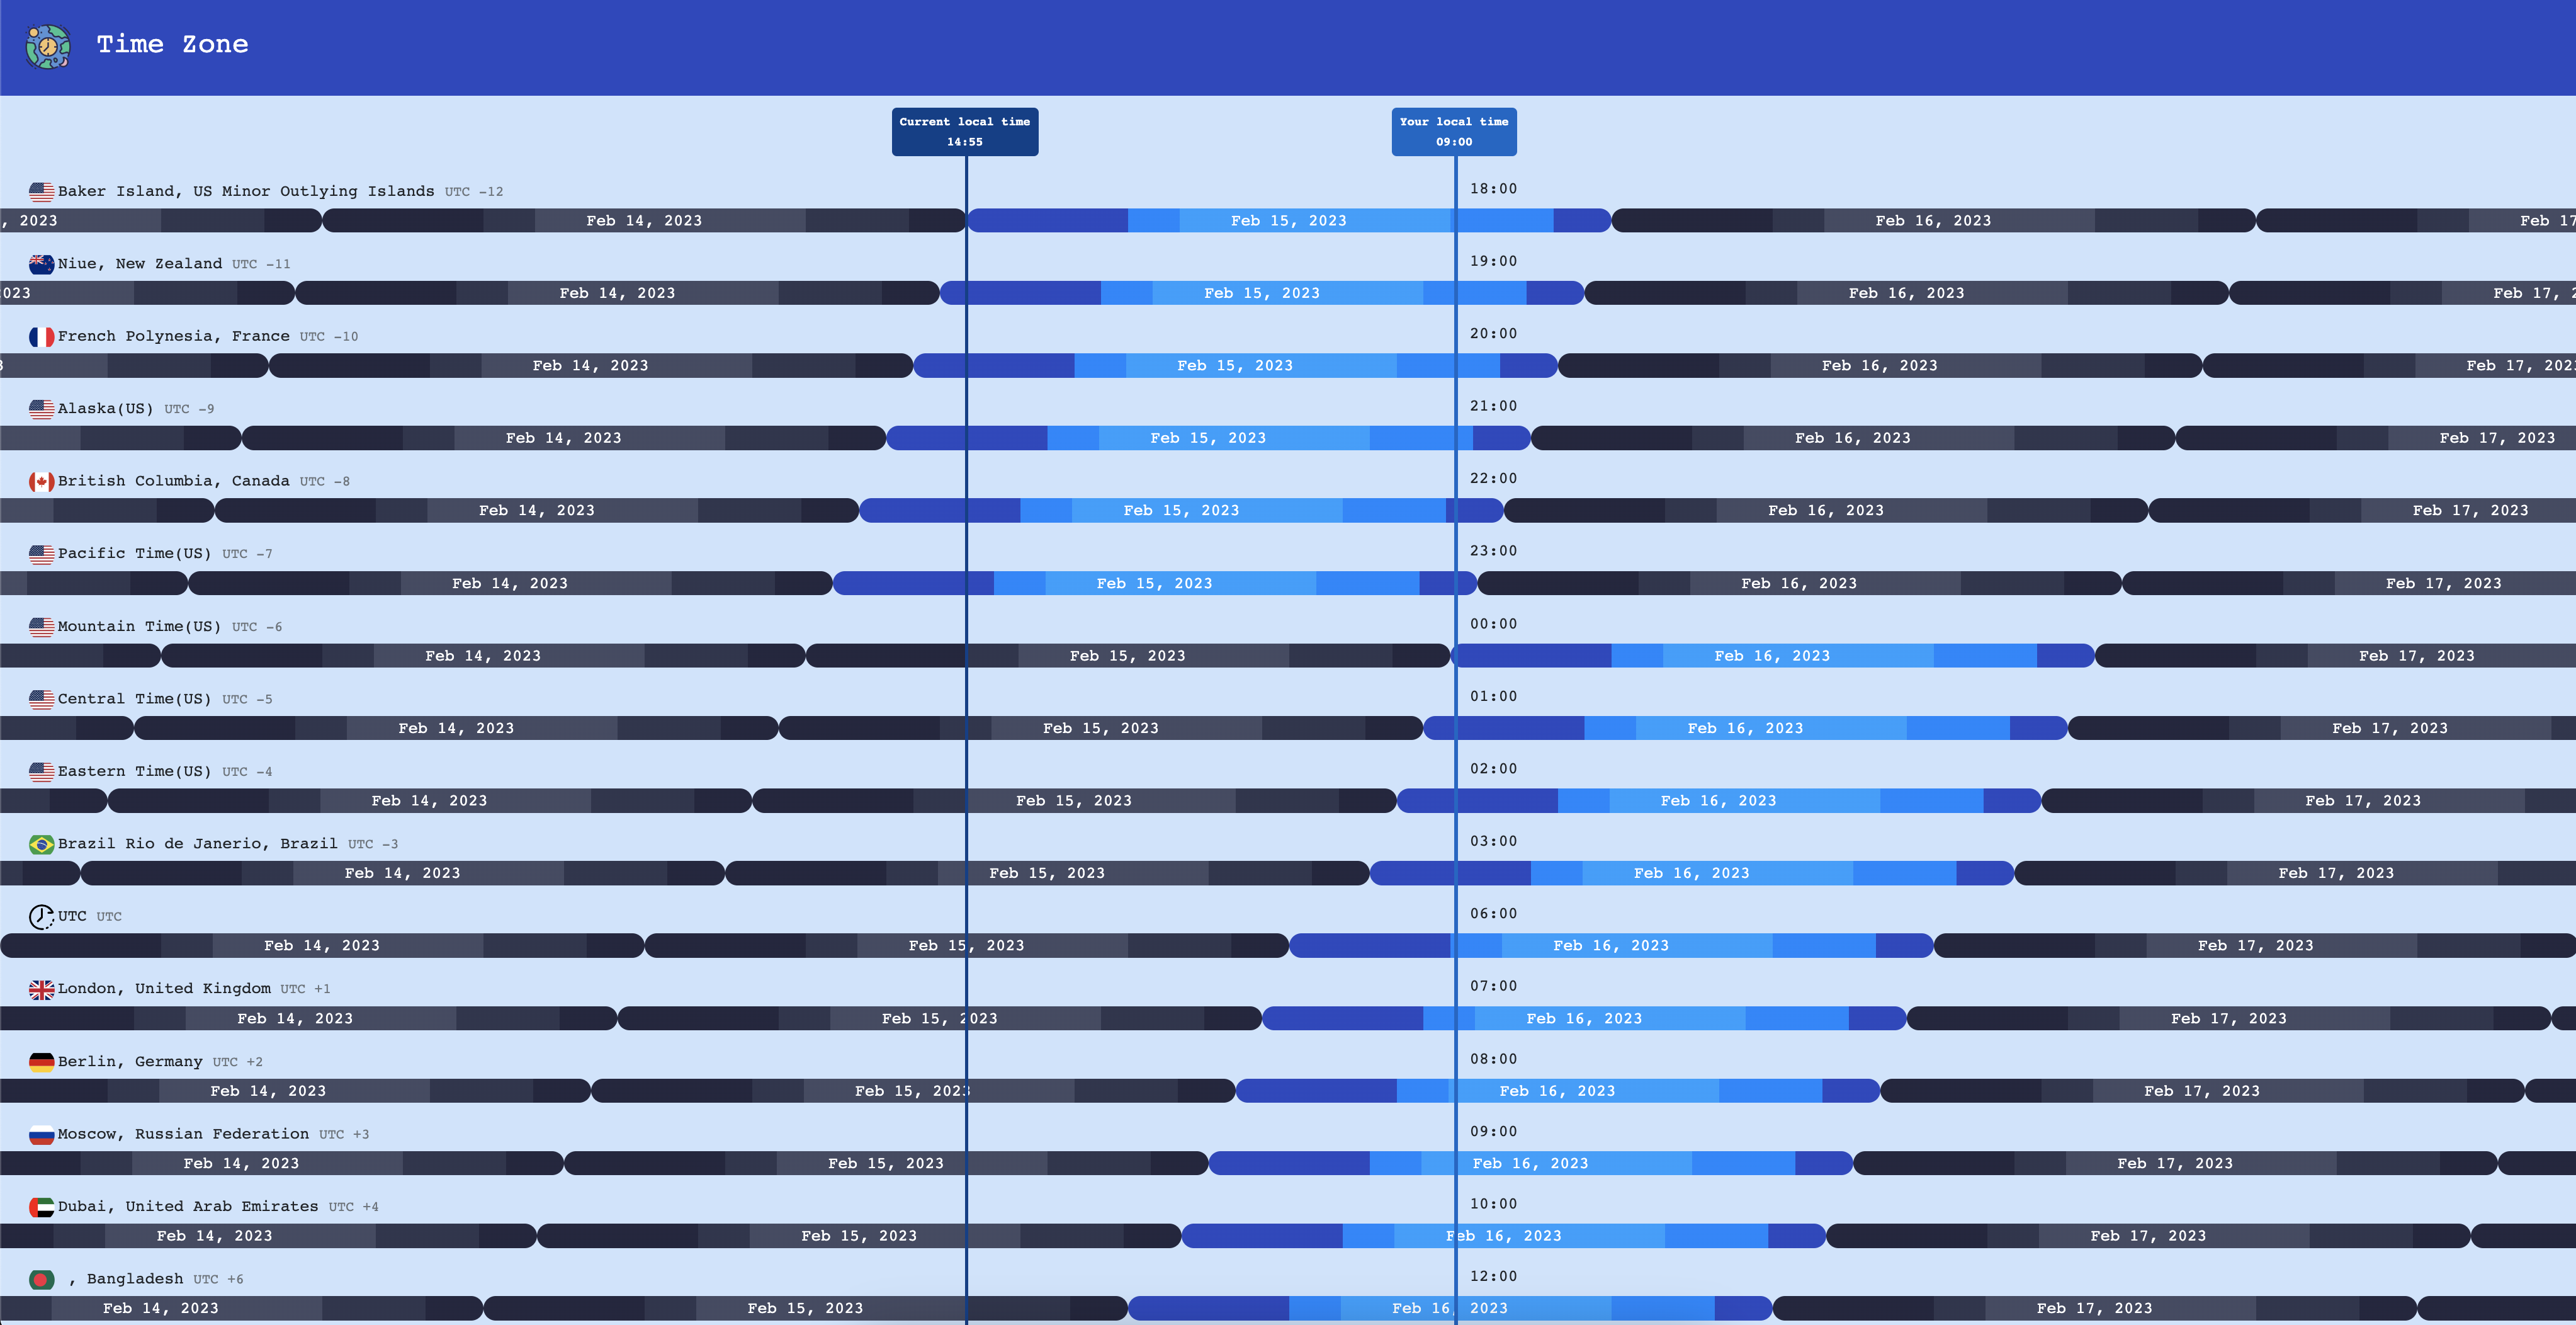 Time Zone
Current local time
14:55
Your local time
09:00
Baker Island, US Minor Outlying Islands UTC -12
18:00
, 2023 Feb 14, 2023 Feb 15, 2023 Feb 16, 2023 Feb 17
Niue, New Zealand UTC -11
19:00
023 Feb 14, 2023 Feb 15, 2023 Feb 16, 2023 Feb 17, 2
French Polynesia, France UTC -10
20:00
3 Feb 14, 2023 Feb 15, 2023 Feb 16, 2023 Feb 17, 202
Alaska(US) UTC -9
21:00
Feb 14, 2023 Feb 15, 2023 Feb 16, 2023 Feb 17, 2023
British Columbia, Canada UTC -8
22:00
Feb 14, 2023 Feb 15, 2023 Feb 16, 2023 Feb 17, 2023
Pacific Time(US) UTC -7
23:00
Feb 14, 2023 Feb 15, 2023 Feb 16, 2023 Feb 17, 2023
Mountain Time(US) UTC -6
00:00
Feb 14, 2023 Feb 15, 2023 Feb 16, 2023 Feb 17, 2023
Central Time(US) UTC -5
01:00
Feb 14, 2023 Feb 15, 2023 Feb 16, 2023 Feb 17, 2023
Eastern Time(US) UTC -4
02:00
Feb 14, 2023 Feb 15, 2023 Feb 16, 2023 Feb 17, 2023
Brazil Rio de Janerio, Brazil UTC -3
03:00
Feb 14, 2023 Feb 15, 2023 Feb 16, 2023 Feb 17, 2023
UTC UTC
06:00
Feb 14, 2023 Feb 15, 2023 Feb 16, 2023 Feb 17, 2023
London, United Kingdom UTC +1
07:00
Feb 14, 2023 Feb 15, 2023 Feb 16, 2023 Feb 17, 2023
Berlin, Germany UTC +2
08:00
Feb 14, 2023 Feb 15, 2023 Feb 16, 2023 Feb 17, 2023
Moscow, Russian Federation UTC +3
09:00
Feb 14, 2023 Feb 15, 2023 Feb 16, 2023 Feb 17, 2023
Dubai, United Arab Emirates UTC +4
10:00
Feb 14, 2023 Feb 15, 2023 Feb 16, 2023 Feb 17, 2023
, Bangladesh UTC +6
12:00
Feb 14, 2023 Feb 15, 2023 Feb 16, 2023 Feb 17, 2023